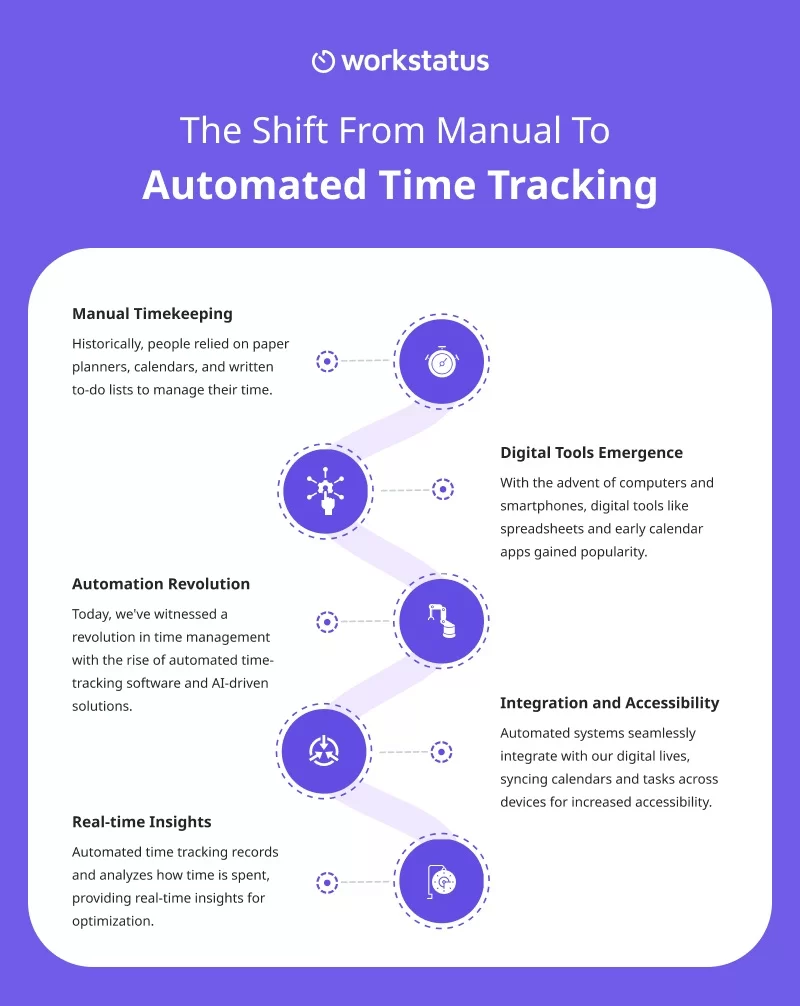 workstatus
The Shift From Manual To
Automated Time Tracking
Manual Timekeeping
Historically, people relied on paper
planners, calendars, and written
to-do lists to manage their time.
Digital Tools Emergence
With the advent of computers and
smartphones, digital tools like
spreadsheets and early calendar
apps gained popularity.
Automation Revolution
Today, we've witnessed a
revolution in time management
with the rise of automated time-
tracking software and AI-driven
solutions.
Integration and Accessibility
Automated systems seamlessly
integrate with our digital lives,
syncing calendars and tasks across
devices for increased accessibility.
Real-time Insights
Automated time tracking records
and analyzes how time is spent,
providing real-time insights for
optimization.